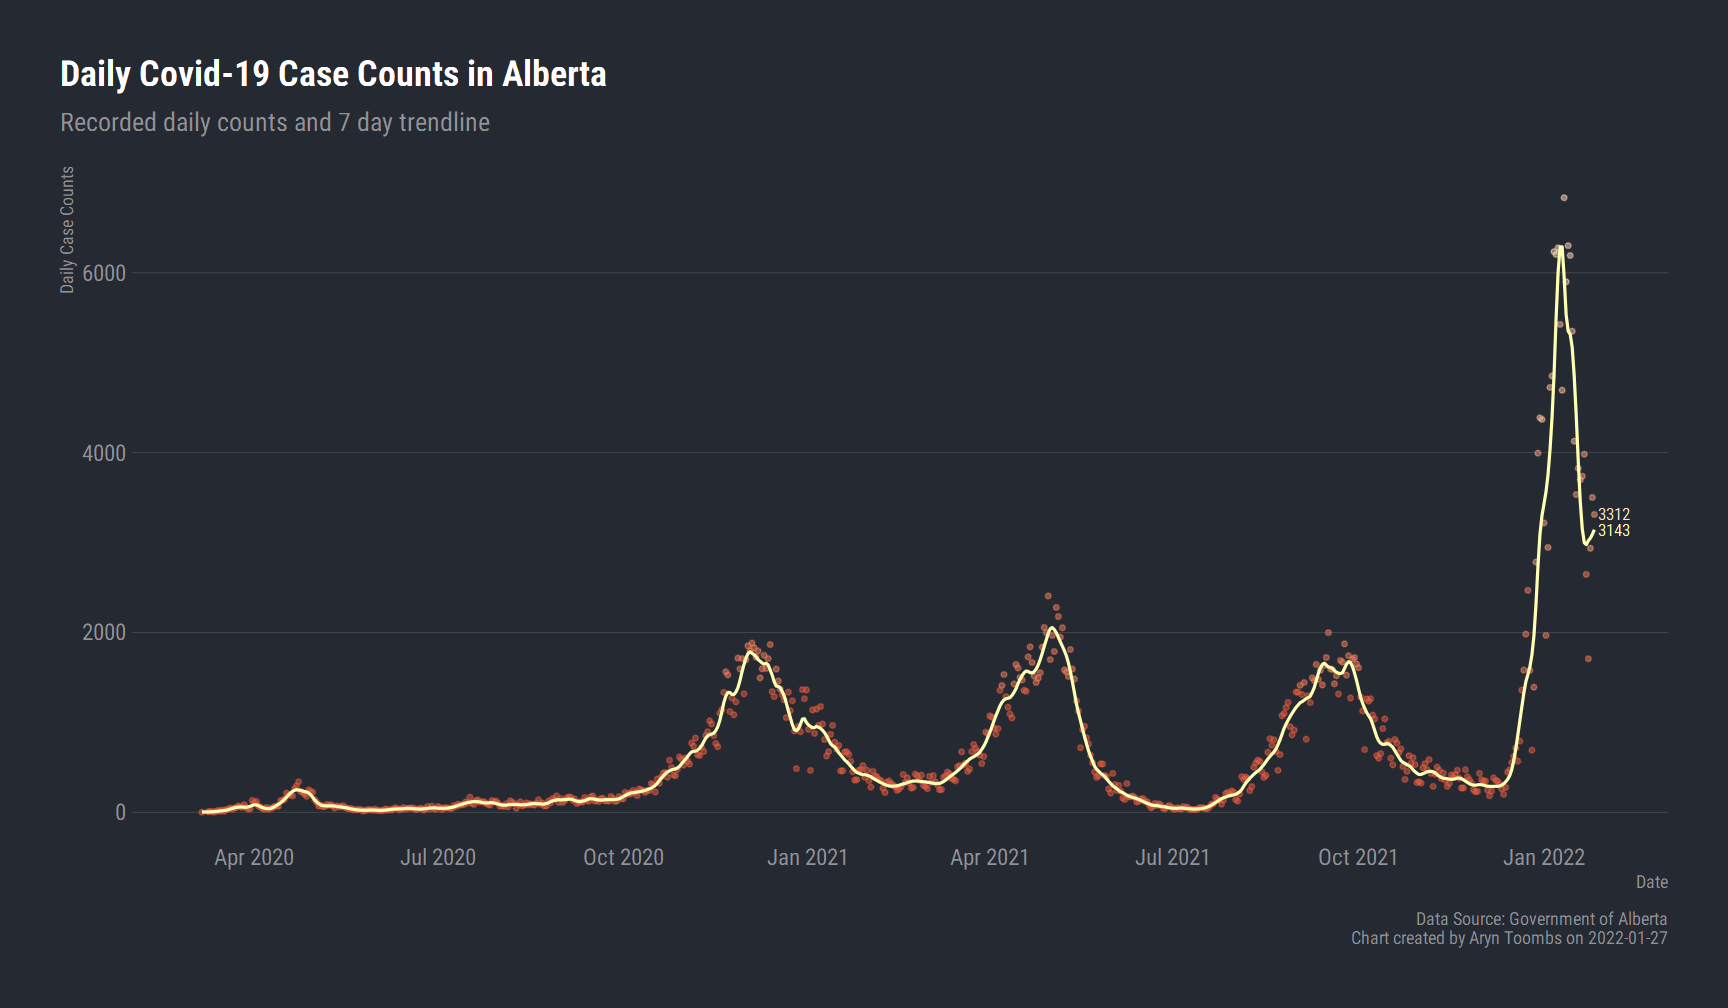 Daily Covid-19 Case Counts in Alberta
Recorded daily counts and 7 day trendline
Daily Case Counts
6000
4000
2000
0
3312
3143
Apr 2020
Jul 2020
Oct 2020
Jan 2021
Apr 2021
Jul 2021
Oct 2021
Jan 2022
Date
Data Source: Government of Alberta
Chart created by Aryn Toombs on 2022-01-27